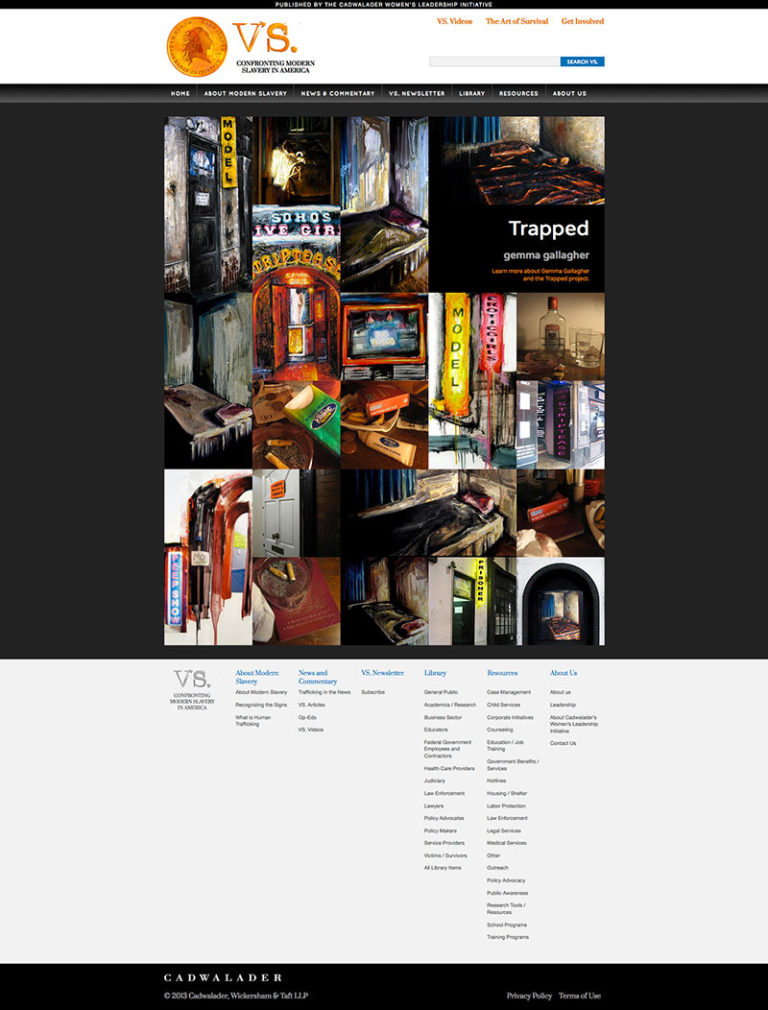 PUBLISHED BY THE CADWALADER WOMEN'S LEADERSHIP INITIATIVE
VS. Videos The Art of Survival Get Involved
VS.
CONFRONTING MODERN
SLAVERY IN AMERICA
SEARCH VS.
HOME ABOUT MODERN SLAVERY NEWS & COMMENTARY VS. NEWSLETTER LIBRARY RESOURCES ABOUT US
MODEL
SOHO'S
LIVE GIRL
STRIPTEASE
Trapped
gemma gallagher
Learn more about Gemma Gallagher
and the Trapped project.
MODEL
EROTIC GIRLS
VIDEOS
STRIPTEASE
PEEP SHOW
MO
PRISONER
VS.
CONFRONTING
MODERN SLAVERY
IN AMERICA
About Modern
Slavery
About Modern Slavery
Recognizing the Signs
What is Human
Trafficking
News and
Commentary
Trafficking in the News
VS. Articles
Op-Eds
VS. Videos
VS. Newsletter
Subscribe
Library
General Public
Academics / Research
Business Sector
Educators
Federal Government
Employees and
Contractors
Health Care Providers
Judiciary
Law Enforcement
Lawyers
Policy Advocates
Policy Makers
Service Providers
Victims / Survivors
All Library Items
Resources
Case Management
Child Services
Corporate Initiatives
Counseling
Education / Job
Training
Government Benefits /
Services
Hotlines
Housing / Shelter
Labor Protection
Law Enforcement
Legal Services
Medical Services
Other
Outreach
Policy Advocacy
Public Awareness
Research Tools /
Resources
School Programs
Training Programs
About Us
About us
Leadership
About Cadwalader's
Women's Leadership
Initiative
Contact Us
CADWALADER
© 2013 Cadwalader, Wickersham & Taft LLP
Privacy Policy Terms of Use